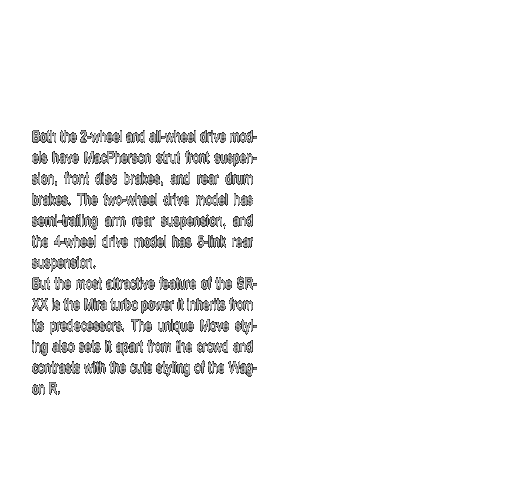 Both the 2-wheel and all-wheel drive mod-
els have MacPherson strut front suspen-
sion, front disc brakes, and rear drum
brakes. The two-wheel drive model has
semi-trailing arm rear suspension, and
the 4-wheel drive model has 5-link rear
suspension.
But the most attractive feature of the SR-
XX is the Mira turbo power it inherits from
its predecessors. The unique Move styl-
ing also sets it apart from the crowd and
contrasts with the cute styling of the Wag-
on R.